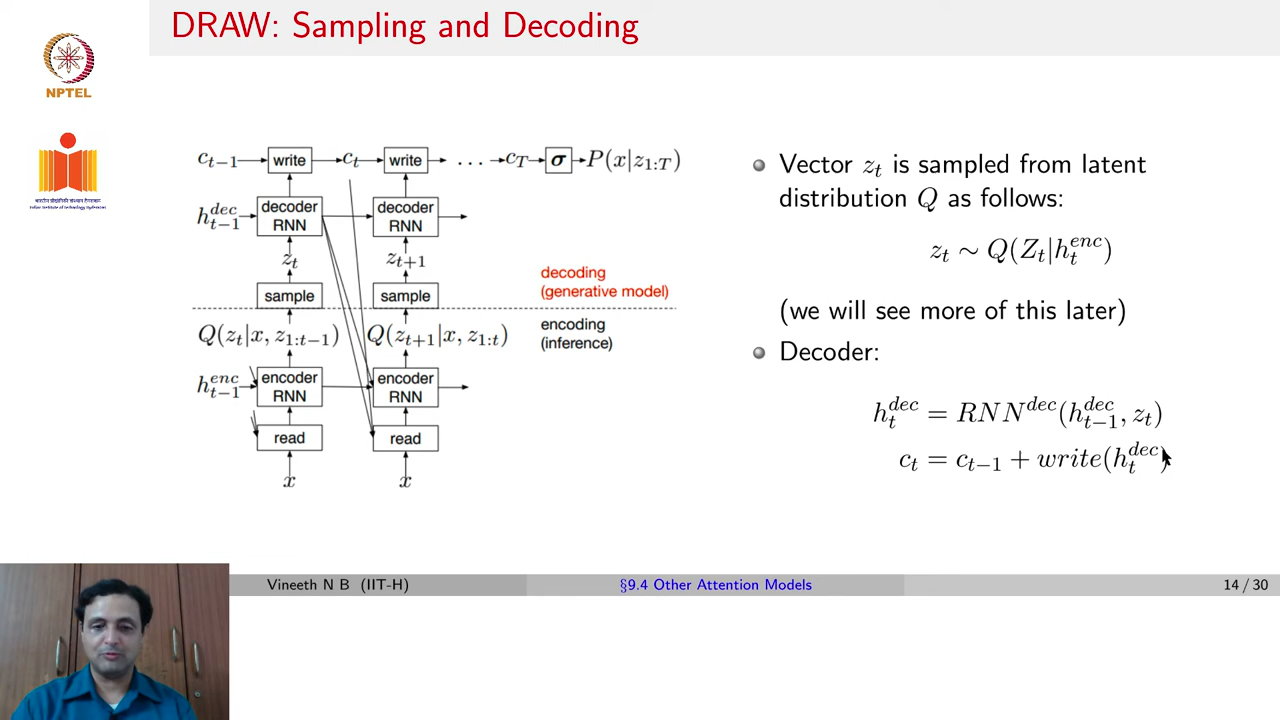 DRAW: Sampling and Decoding
NPTEL
c_{t−1} write c_t write ... c_T σ P(x|z_{1:T})
h^{dec}_{t−1} decoder RNN decoder RNN
z_t z_{t+1}
sample sample
decoding
(generative model)
encoding
(inference)
Q(z_t|x, z_{1:t−1}) Q(z_{t+1}|x, z_{1:t})
h^{enc}_{t−1} encoder RNN encoder RNN
read read
x x
Vector z_t is sampled from latent
distribution Q as follows:
z_t ∼ Q(Z_t|h^{enc}_t)
(we will see more of this later)
Decoder:
h^{dec}_t = RNN^{dec}(h^{dec}_{t−1}, z_t)
c_t = c_{t−1} + write(h^{dec}_t)
Vineeth N B (IIT-H) §9.4 Other Attention Models 14 / 30